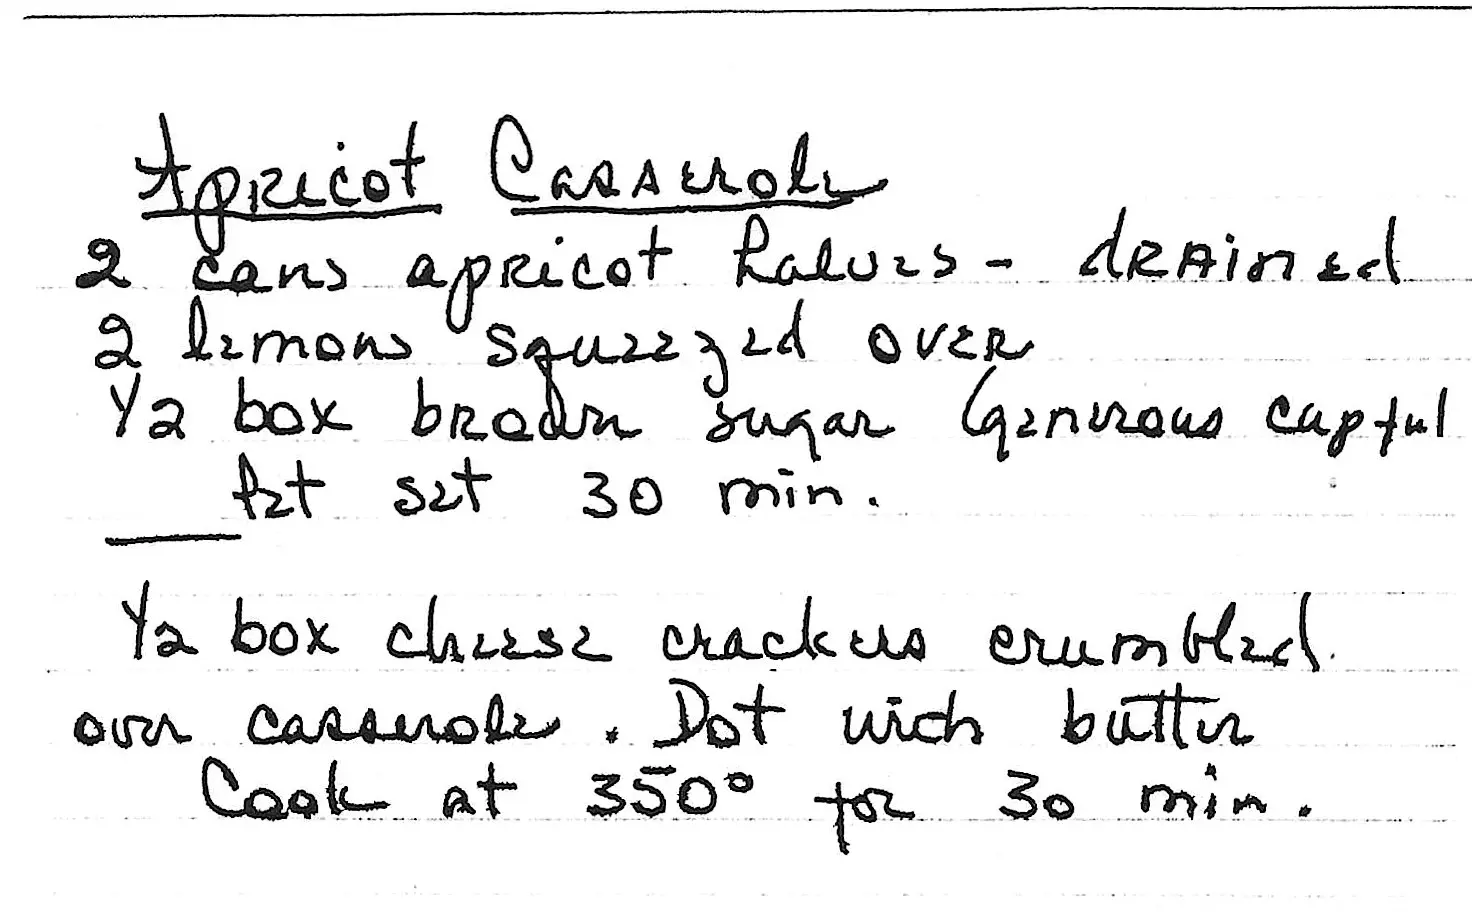 Apricot Casserole
2 cans apricot halves - drained
2 lemons squeezed over
1/2 box brown sugar (generous cupful
let set 30 min.
1/2 box cheese crackers crumbled
over casserole. Dot with butter
Cook at 350° for 30 min.